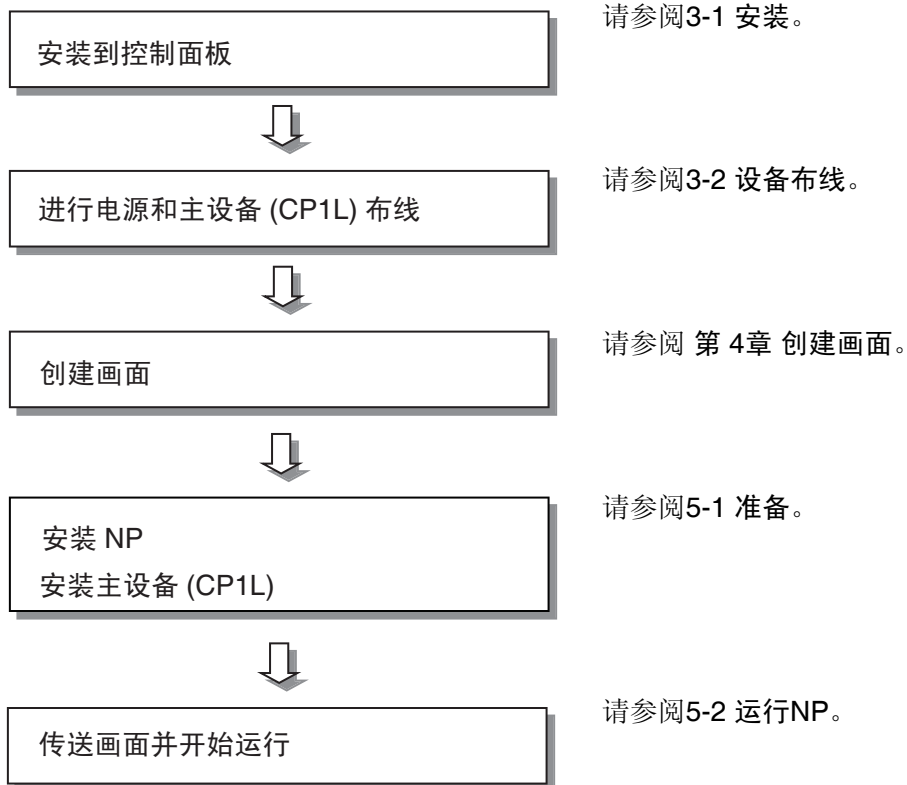 请参阅3-1 安装。
安装到控制面板
请参阅3-2 设备布线。
进行电源和主设备 (CP1L) 布线
请参阅 第 4章 创建画面。
创建画面
请参阅5-1 准备。
安装 NP
安装主设备 (CP1L)
请参阅5-2 运行NP。
传送画面并开始运行